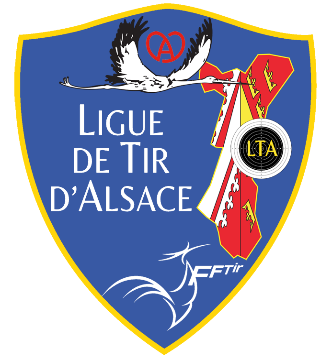 A
LIGUE
DE TIR
D'ALSACE
LTA
FFTir